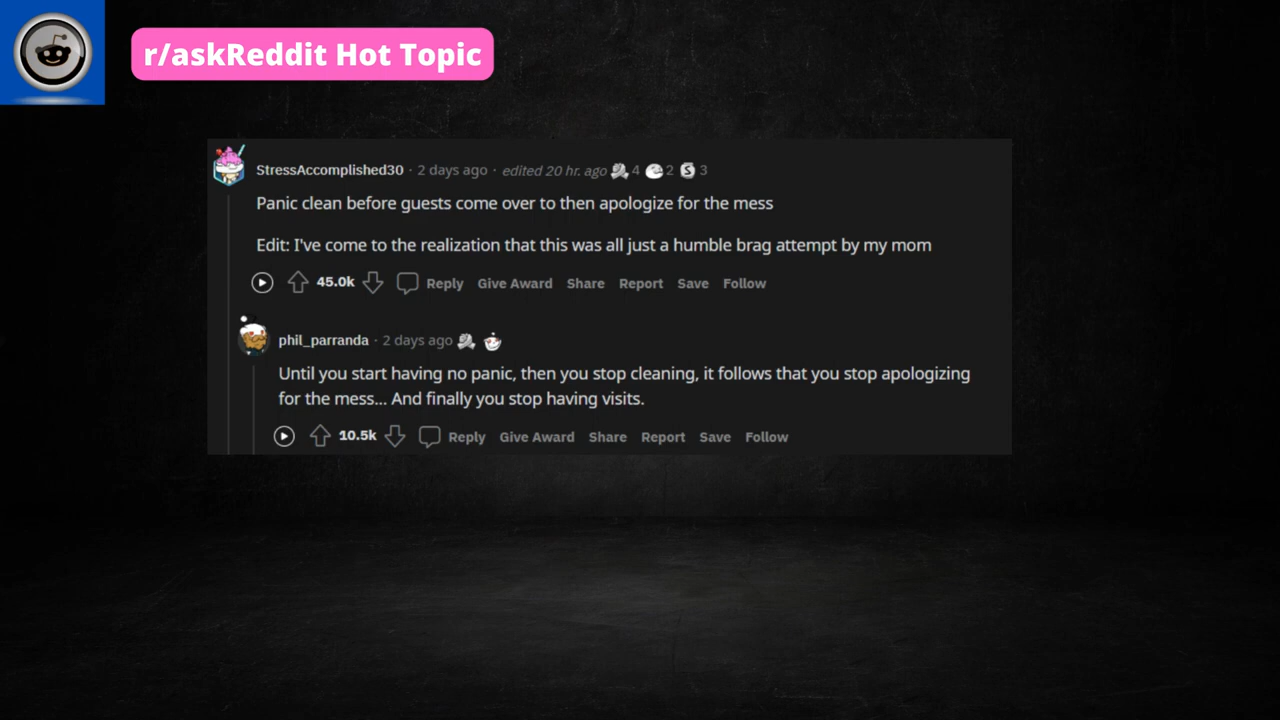 r/askReddit Hot Topic
StressAccomplished30 · 2 days ago · edited 20 hr. ago 4 2 3
Panic clean before guests come over to then apologize for the mess
Edit: I've come to the realization that this was all just a humble brag attempt by my mom
45.0k Reply Give Award Share Report Save Follow
phil_parranda · 2 days ago
Until you start having no panic, then you stop cleaning, it follows that you stop apologizing
for the mess... And finally you stop having visits.
10.5k Reply Give Award Share Report Save Follow